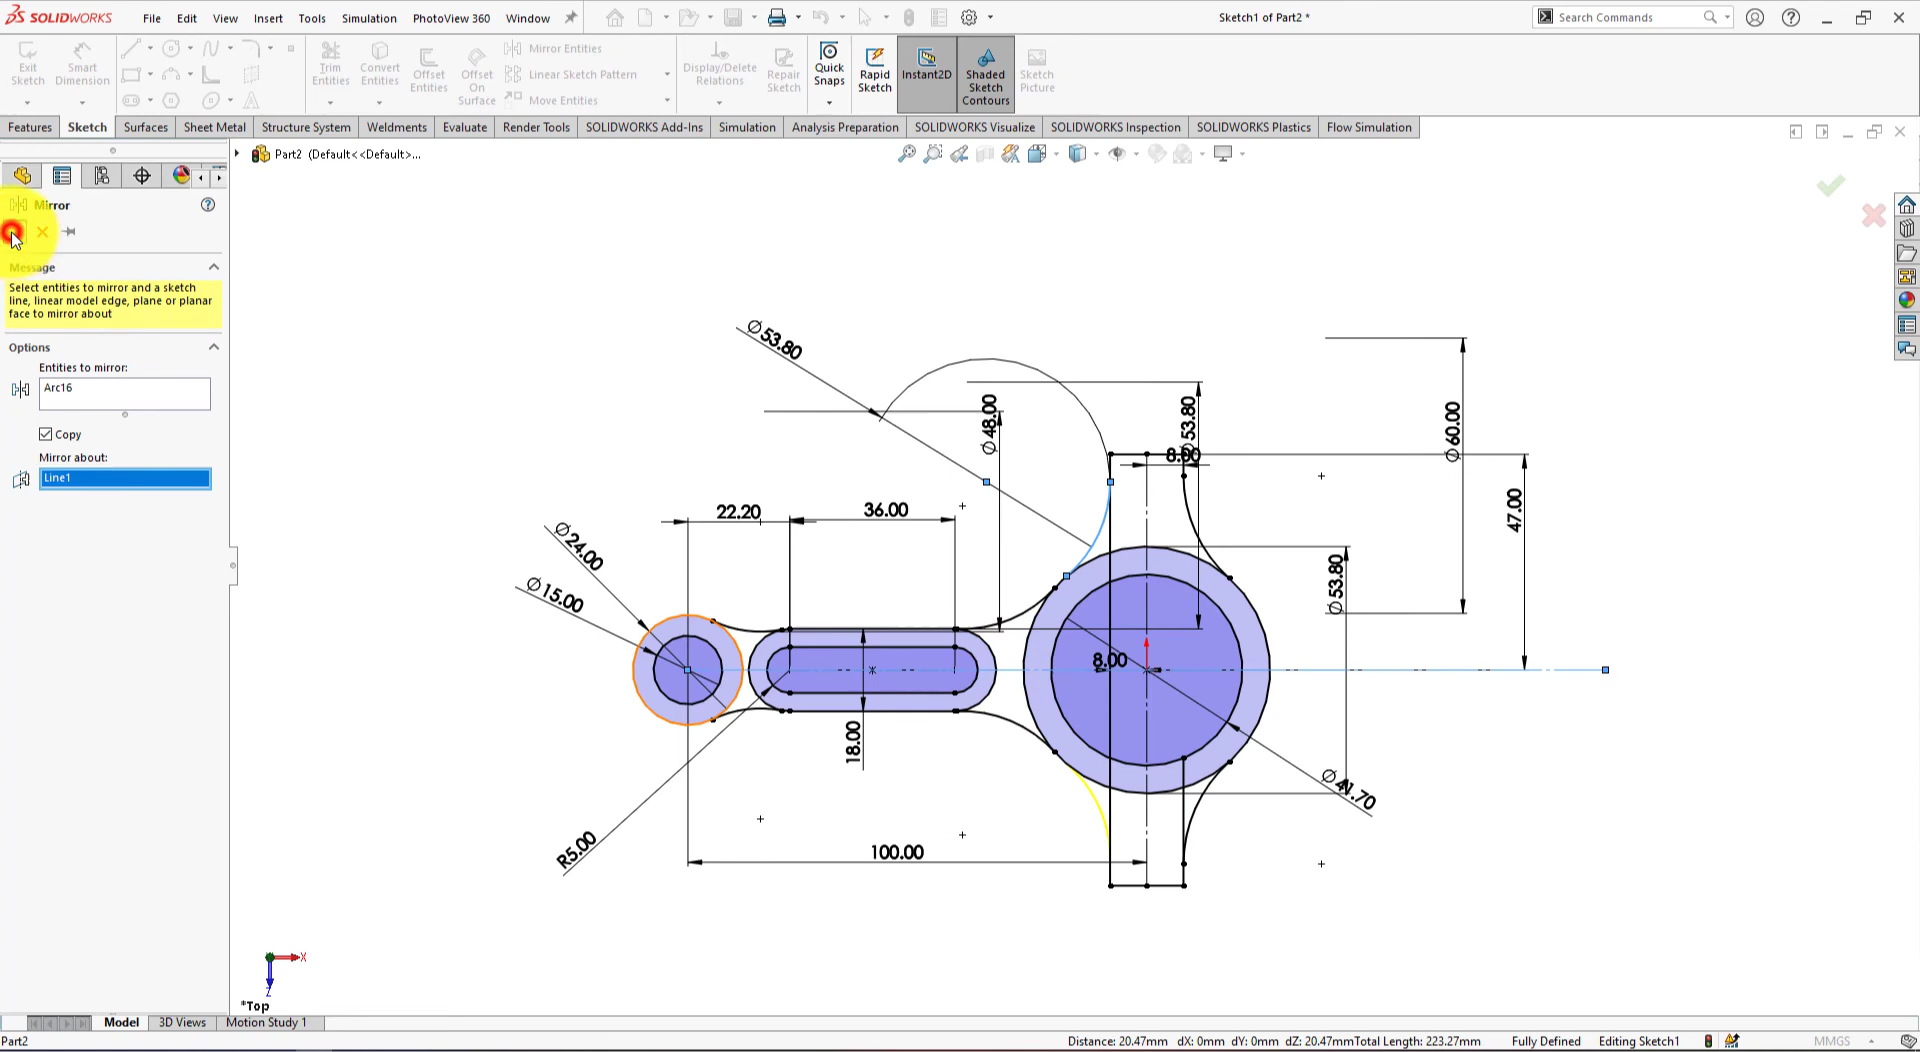 SOLIDWORKS
File Edit View Insert Tools Simulation PhotoView 360 Window
Sketch1 of Part2 *
Search Commands
Exit Sketch
Smart Dimension
Trim Entities
Convert Entities
Offset Entities
Offset On Surface
Mirror Entities
Linear Sketch Pattern
Move Entities
Display/Delete Relations
Repair Sketch
Quick Snaps
Rapid Sketch
Instant2D
Shaded Sketch Contours
Sketch Picture
Features Sketch Surfaces Sheet Metal Structure System Weldments Evaluate Render Tools SOLIDWORKS Add-Ins Simulation Analysis Preparation SOLIDWORKS Visualize SOLIDWORKS Inspection SOLIDWORKS Plastics Flow Simulation
Part2 (Default<<Default>...
Mirror
Message
Select entities to mirror and a sketch
line, linear model edge, plane or planar
face to mirror about
Options
Entities to mirror:
Arc16
Copy
Mirror about:
Line1
∅53.80
∅48.00
∅53.80
8.00
∅60.00
47.00
22.20
36.00
∅24.00
∅15.00
∅53.80
8.00
18.00
∅41.70
R5.00
100.00
X
Z
*Top
Model 3D Views Motion Study 1
Part2
Distance: 20.47mm dX: 0mm dY: 0mm dZ: 20.47mmTotal Length: 223.27mm Fully Defined Editing Sketch1 MMGS